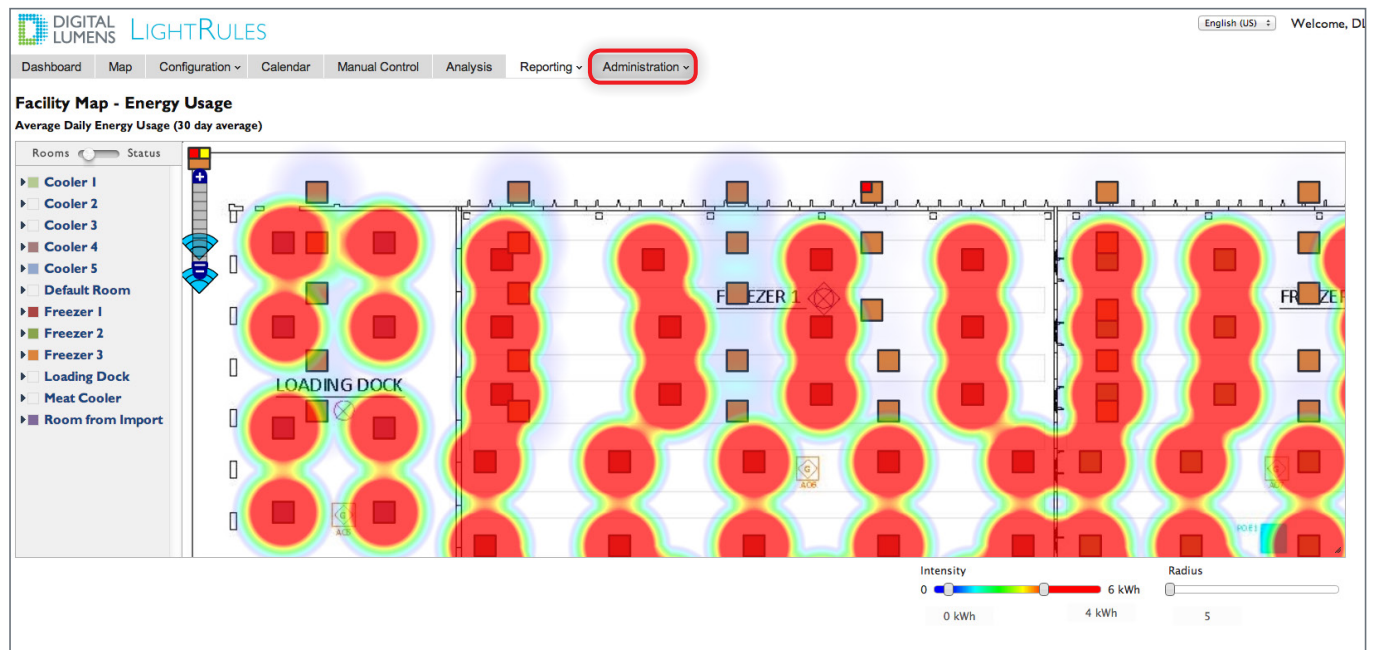 DIGITAL
LUMENS LIGHTRULES
English (US) Welcome, DL
Dashboard Map Configuration Calendar Manual Control Analysis Reporting Administration
Facility Map - Energy Usage
Average Daily Energy Usage (30 day average)
Rooms Status
Cooler 1
Cooler 2
Cooler 3
Cooler 4
Cooler 5
Default Room
Freezer 1
Freezer 2
Freezer 3
Loading Dock
Meat Cooler
Room from Import
FREEZER 1
LOADING DOCK
G
AOB
G
G
POE1
Intensity Radius
0 6 kWh
0 kWh 4 kWh 5